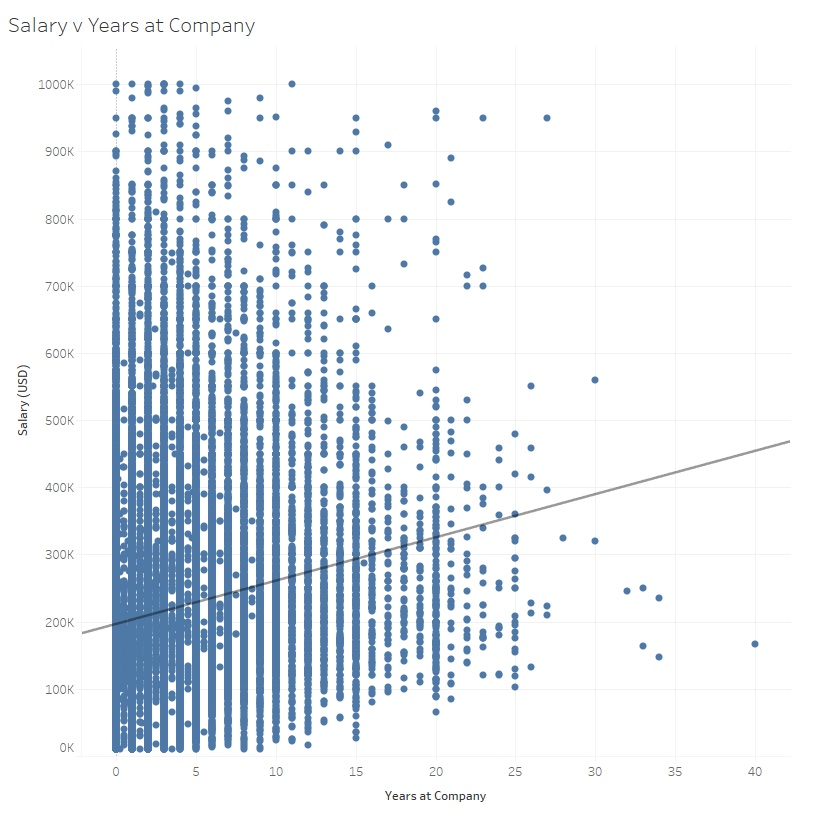 Salary v Years at Company
1000K
900K
800K
700K
600K
500K
400K
300K
200K
100K
0K
Salary (USD)
0 5 10 15 20 25 30 35 40
Years at Company